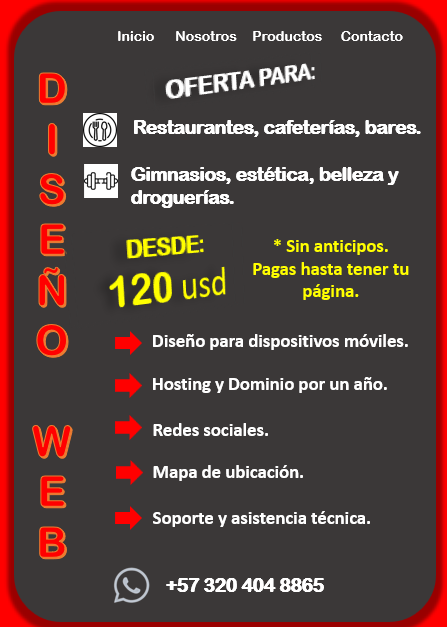 Inicio Nosotros Productos Contacto
DISEÑO WEB
OFERTA PARA:
Restaurantes, cafeterías, bares.
Gimnasios, estética, belleza y
droguerías.
DESDE:
120 usd
* Sin anticipos.
Pagas hasta tener tu
página.
Diseño para dispositivos móviles.
Hosting y Dominio por un año.
Redes sociales.
Mapa de ubicación.
Soporte y asistencia técnica.
+57 320 404 8865